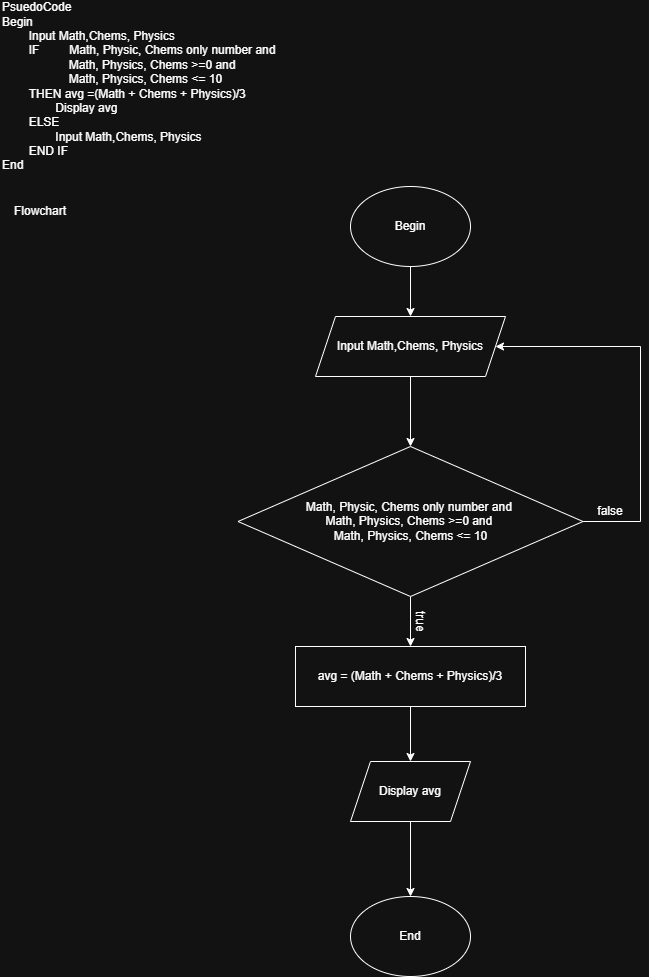 PsuedoCode
Begin
Input Math,Chems, Physics
IF Math, Physic, Chems only number and
Math, Physics, Chems >=0 and
Math, Physics, Chems <= 10
THEN avg =(Math + Chems + Physics)/3
Display avg
ELSE
Input Math,Chems, Physics
END IF
End
Flowchart
Begin
Input Math,Chems, Physics
Math, Physic, Chems only number and
Math, Physics, Chems >=0 and
Math, Physics, Chems <= 10
false
true
avg = (Math + Chems + Physics)/3
Display avg
End